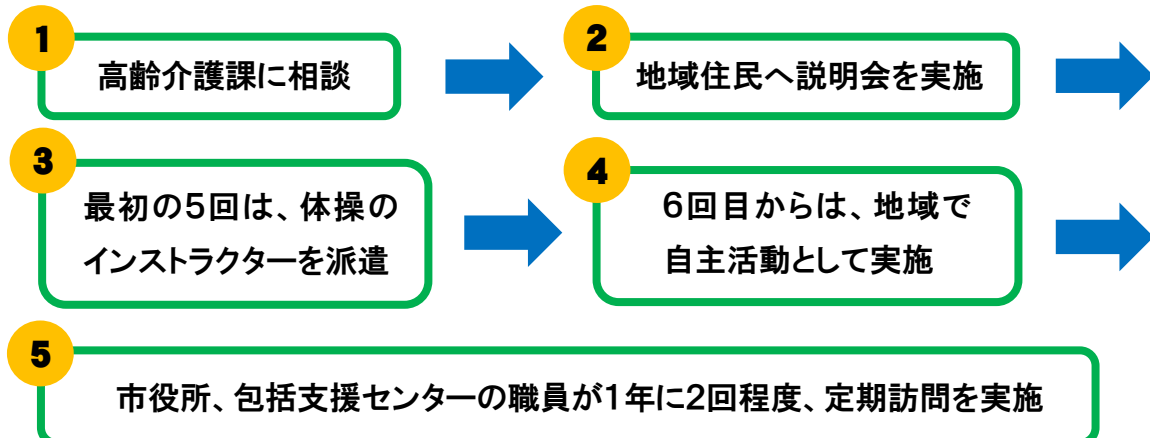 1
高齢介護課に相談
2
地域住民へ説明会を実施
3
最初の5回は、体操の
インストラクターを派遣
4
6回目からは、地域で
自主活動として実施
5
市役所、包括支援センターの職員が1年に2回程度、定期訪問を実施